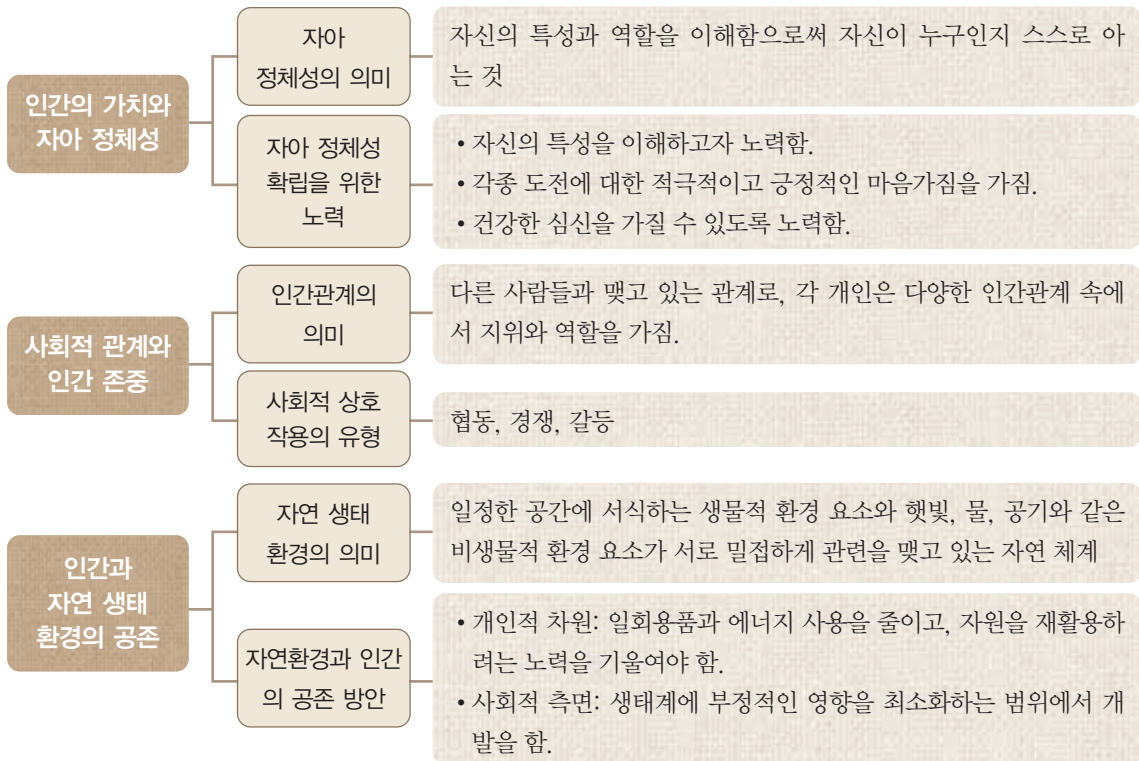 인간의 가치와
자아 정체성
자아
정체성의 의미
자신의 특성과 역할을 이해함으로써 자신이 누구인지 스스로 아
는 것
자아 정체성
확립을 위한
노력
• 자신의 특성을 이해하고자 노력함.
• 각종 도전에 대한 적극적이고 긍정적인 마음가짐을 가짐.
• 건강한 심신을 가질 수 있도록 노력함.
사회적 관계와
인간 존중
인간관계의
의미
다른 사람들과 맺고 있는 관계로, 각 개인은 다양한 인간관계 속에
서 지위와 역할을 가짐.
사회적 상호
작용의 유형
협동, 경쟁, 갈등
인간과
자연 생태
환경의 공존
자연 생태
환경의 의미
일정한 공간에 서식하는 생물적 환경 요소와 햇빛, 물, 공기와 같은
비생물적 환경 요소가 서로 밀접하게 관련을 맺고 있는 자연 체계
자연환경과 인간
의 공존 방안
• 개인적 차원: 일회용품과 에너지 사용을 줄이고, 자원을 재활용하
려는 노력을 기울여야 함.
• 사회적 측면: 생태계에 부정적인 영향을 최소화하는 범위에서 개
발을 함.